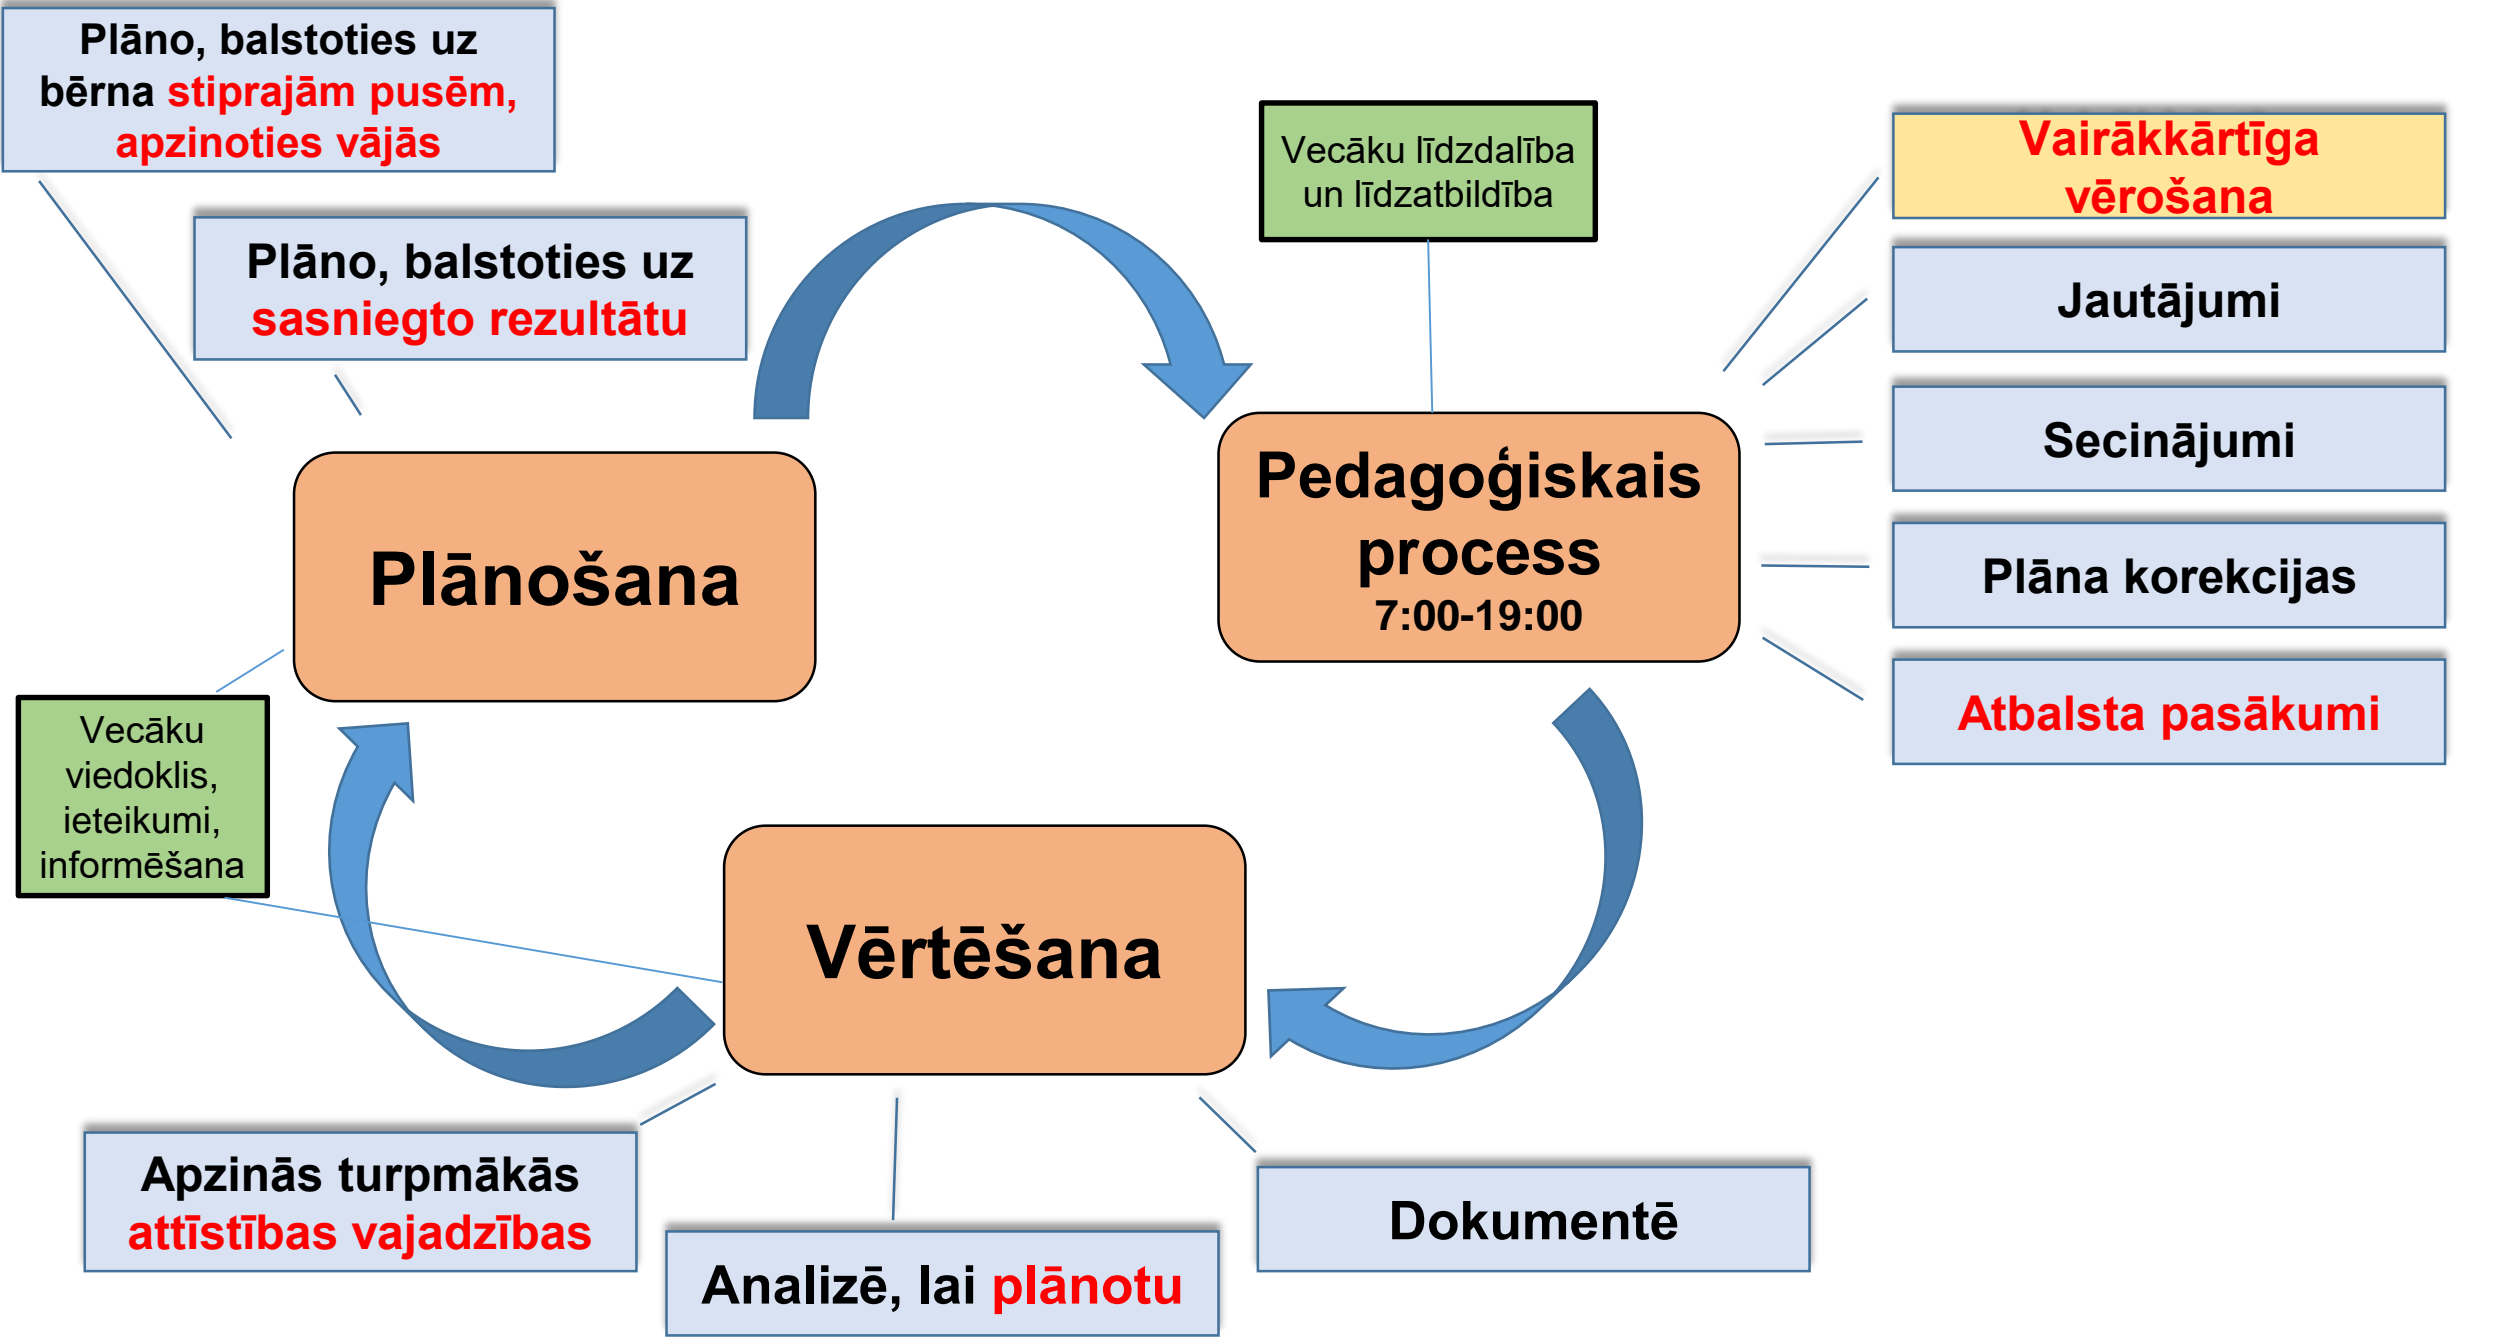 Plāno, balstoties uz
bērna stiprajām pusēm,
apzinoties vājās
Plāno, balstoties uz
sasniegto rezultātu
Vecāku līdzdalība
un līdzatbildība
Vairākkārtīga
vērošana
Jautājumi
Secinājumi
Plāna korekcijas
Atbalsta pasākumi
Pedagoģiskais
process
7:00-19:00
Plānošana
Vecāku
viedoklis,
ieteikumi,
informēšana
Vērtēšana
Apzinās turpmākās
attīstības vajadzības
Analizē, lai plānotu
Dokumentē